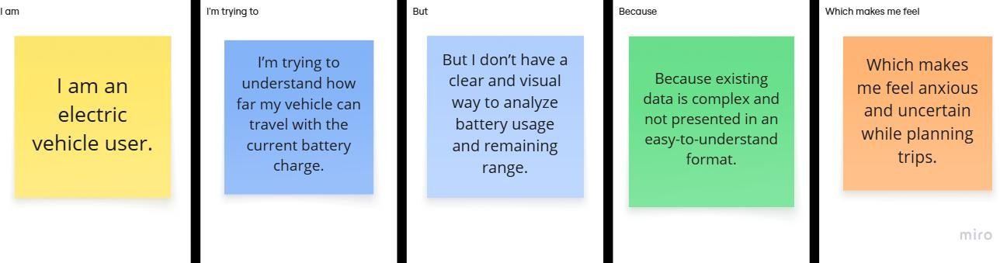 I am
I'm trying to
But
Because
Which makes me feel
I am an
electric
vehicle user.
I’m trying to
understand how
far my vehicle can
travel with the
current battery
charge.
But I don’t have a
clear and visual
way to analyze
battery usage
and remaining
range.
Because existing
data is complex and
not presented in an
easy-to-understand
format.
Which makes
me feel anxious
and uncertain
while planning
trips.
miro